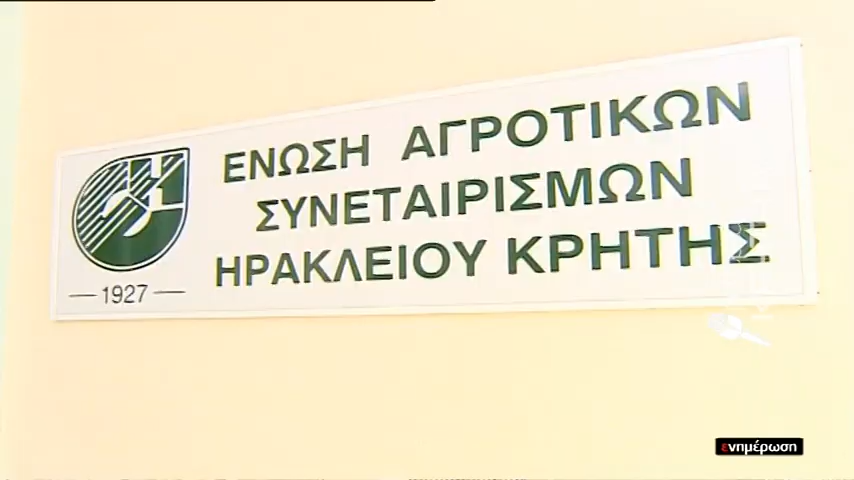 ΕΝΩΣΗ ΑΓΡΟΤΙΚΩΝ
ΣΥΝΕΤΑΙΡΙΣΜΩΝ
ΗΡΑΚΛΕΙΟΥ ΚΡΗΤΗΣ
1927
ενημέρωση